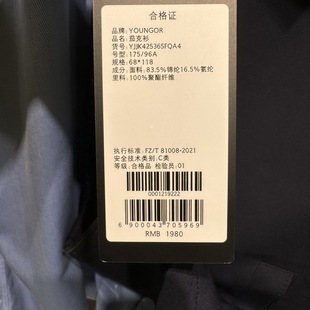 合格证
品牌: YOUNGOR
品名: 茄克衫
货号: YJJK425365FQA4
号型: 175/96A
规格: 68*118
成分: 面料: 83.5%锦纶16.5%氨纶
里料: 100%聚酯纤维
执行标准: FZ/T 81008-2021
安全技术类别: C类
等级: 合格品 检验员: 01
0001219222
6 900043 705969
RMB 1980